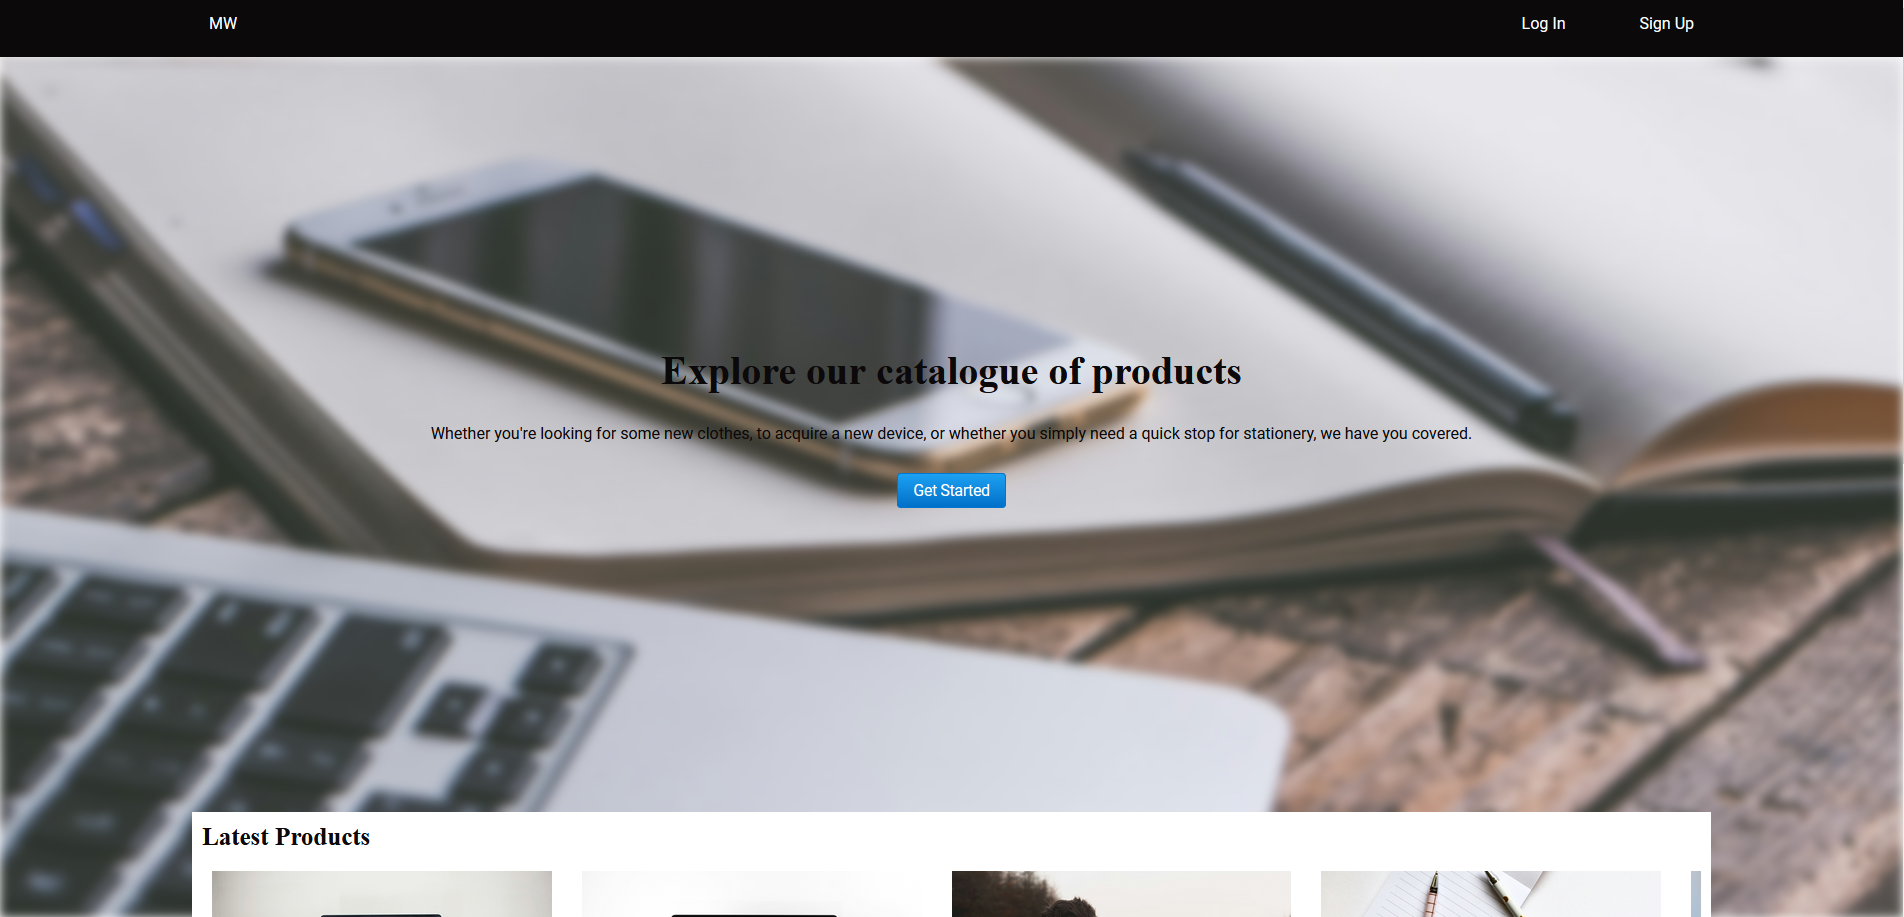 MW
Log In
Sign Up
Explore our catalogue of products
Whether you're looking for some new clothes, to acquire a new device, or whether you simply need a quick stop for stationery, we have you covered.
Get Started
Latest Products